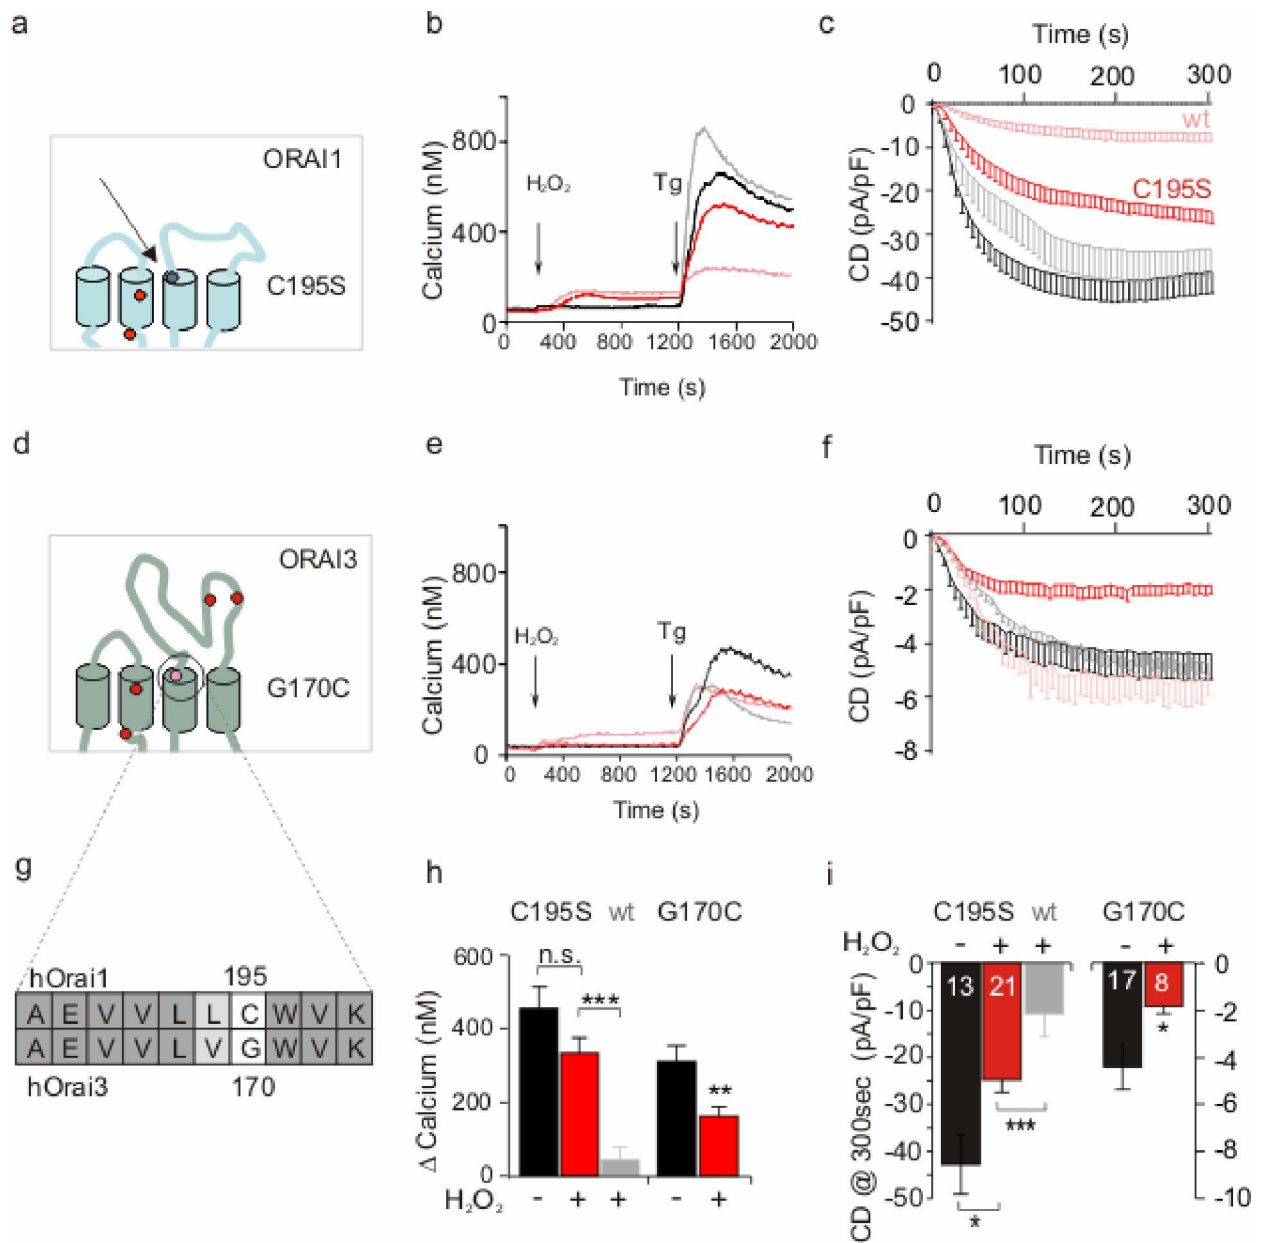 a
ORAI1
C195S
b
Calcium (nM)
800
400
0
H₂O₂
Tg
0 400 800 1200 1600 2000
Time (s)
c
Time (s)
0 100 200 300
CD (pA/pF)
0
-10
-20
-30
-40
-50
wt
C195S
d
ORAI3
G170C
e
Calcium (nM)
800
400
0
H₂O₂
Tg
0 400 800 1200 1600 2000
Time (s)
f
Time (s)
0 100 200 300
CD (pA/pF)
0
-2
-4
-6
-8
g
hOrai1 195
A E V V L L C W V K
A E V V L V G W V K
hOrai3 170
h
C195S wt G170C
Δ Calcium (nM)
600
400
200
0
n.s.
***
**
H₂O₂ - + + - +
i
C195S wt G170C
H₂O₂ - + + - +
CD @ 300sec (pA/pF)
0
-10
-20
-30
-40
-50
13 21 17 8
*
***
*
0
-2
-4
-6
-8
-10